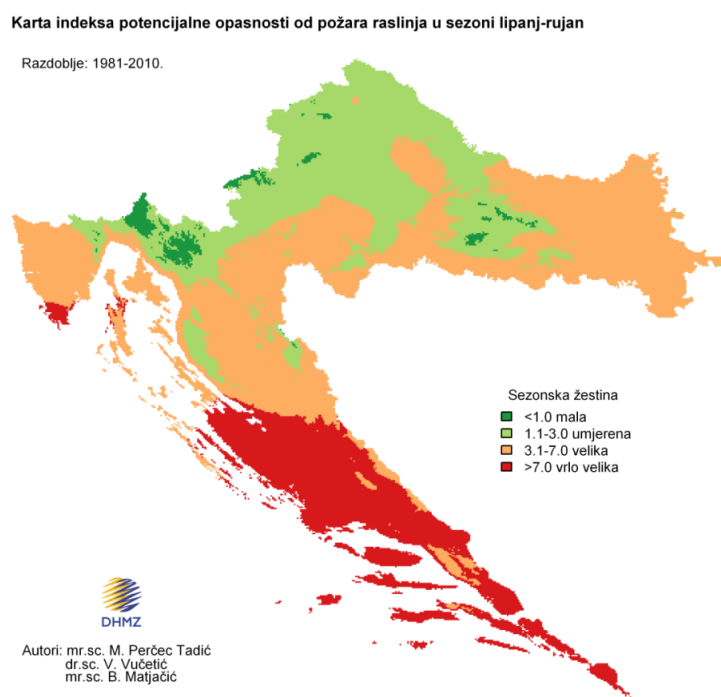 Karta indeksa potencijalne opasnosti od požara raslinja u sezoni lipanj-rujan
Razdoblje: 1981-2010.
Sezonska žestina
<1.0 mala
1.1-3.0 umjerena
3.1-7.0 velika
>7.0 vrlo velika
DHMZ
Autori: mr.sc. M. Perčec Tadić
dr.sc. V. Vučetić
mr.sc. B. Matjačić